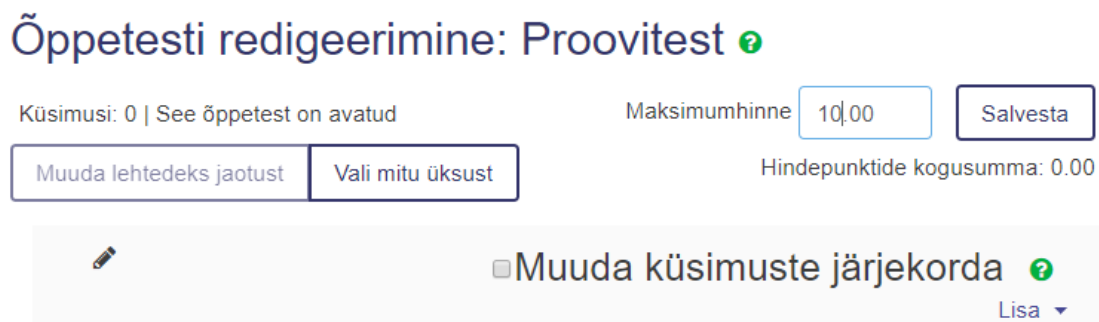 Õppetesti redigeerimine: Proovitest
Küsimusi: 0 | See õppetest on avatud
Maksimumhinne 10.00 Salvesta
Muuda lehtedeks jaotust Vali mitu üksust
Hindepunktide kogusumma: 0.00
Muuda küsimuste järjekorda
Lisa